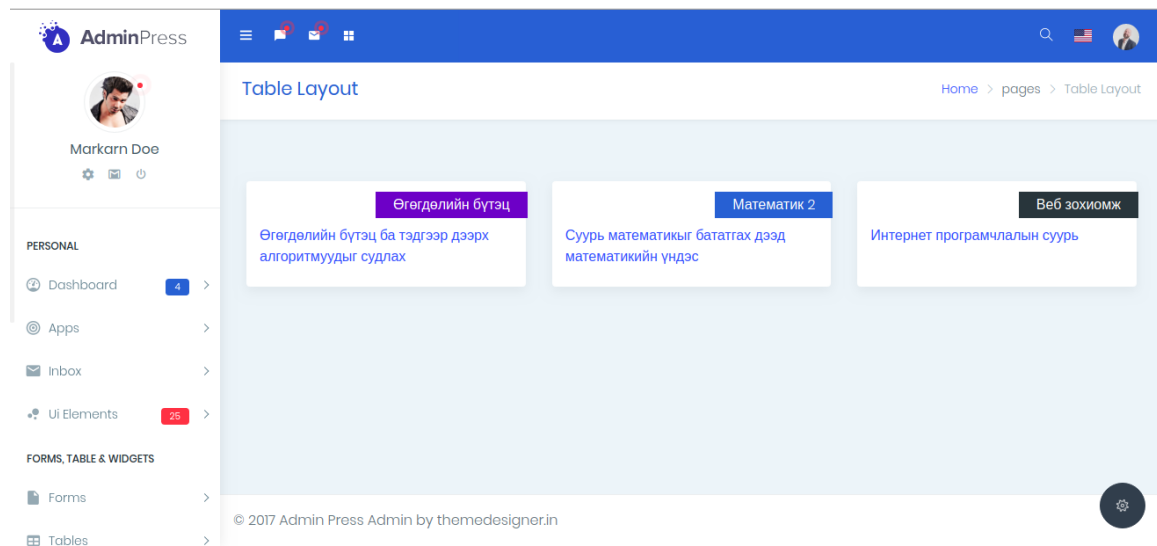 AdminPress
Table Layout
Home > pages > Table Layout
Markarn Doe
Өгөгдөлийн бүтэц
Өгөгдөлийн бүтэц ба тэдгээр дээрх
алгоритмуудыг судлах
Математик 2
Суурь математикыг бататгах дээд
математикийн үндэс
Веб зохиомж
Интернет програмчлалын суурь
PERSONAL
Dashboard 4
Apps
Inbox
Ui Elements 25
FORMS, TABLE & WIDGETS
Forms
Tables
© 2017 Admin Press Admin by themedesigner.in